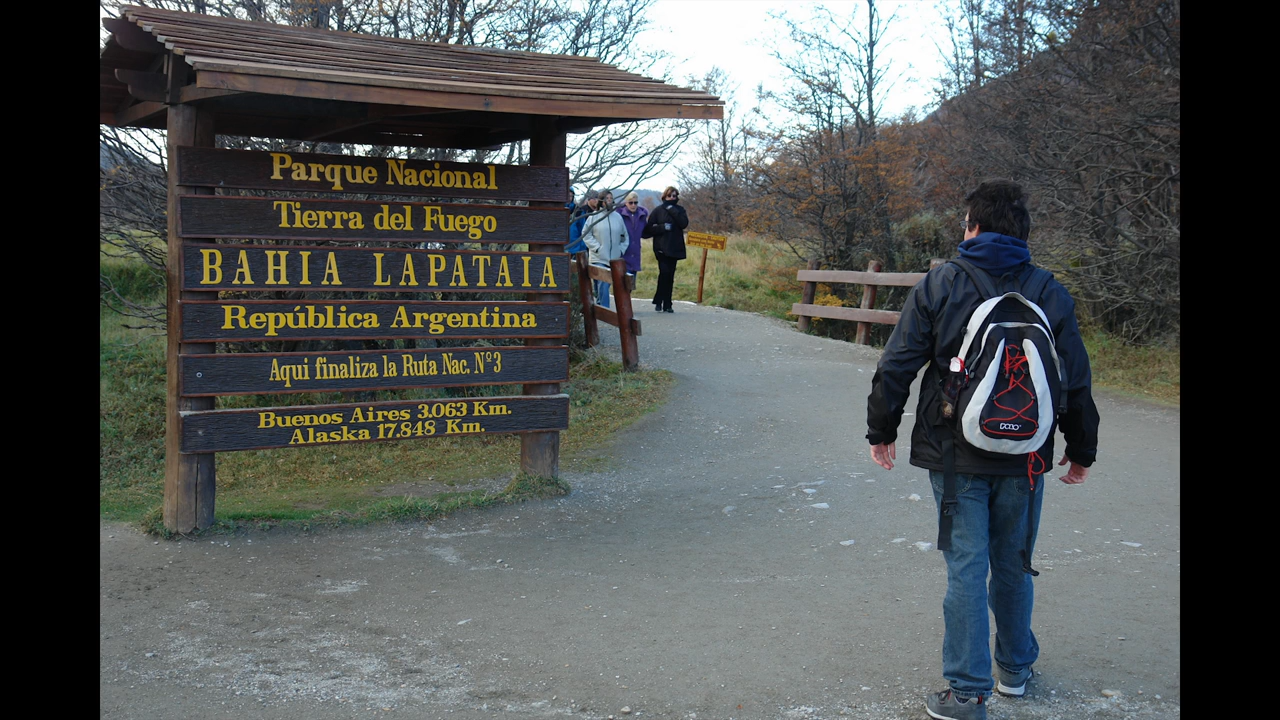 Parque Nacional
Tierra del Fuego
BAHIA LAPATAIA
República Argentina
Aqui finaliza la Ruta Nac. Nº3
Buenos Aires 3.063 Km.
Alaska 17.848 Km.